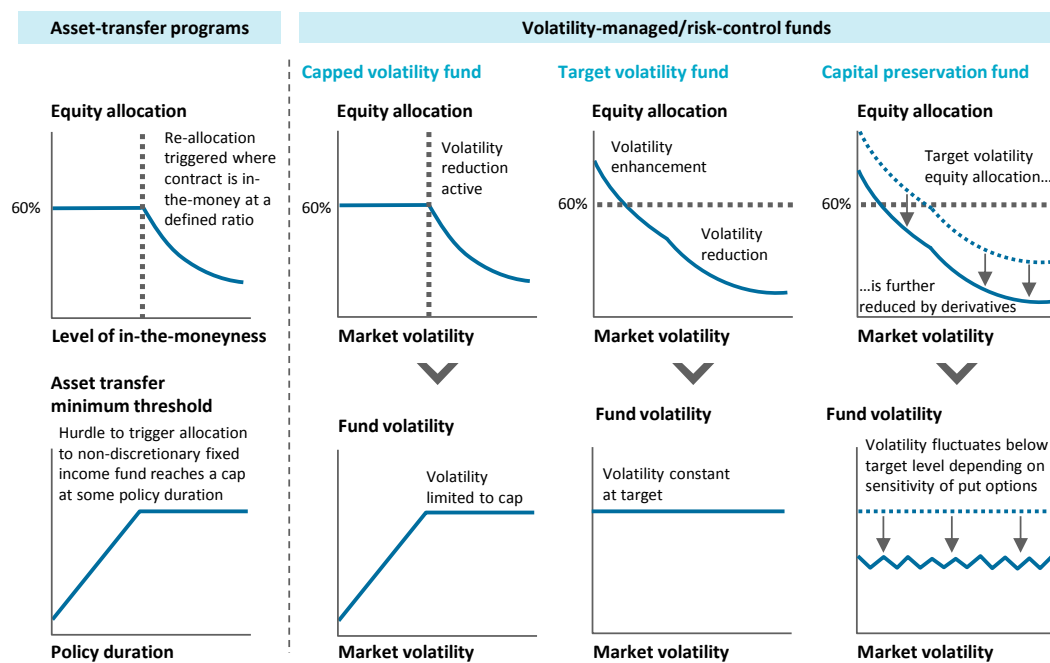 Asset-transfer programs
Volatility-managed/risk-control funds
Capped volatility fund
Target volatility fund
Capital preservation fund
Equity allocation
Re-allocation
triggered where
contract is in-
the-money at a
defined ratio
60%
Level of in-the-moneyness
Equity allocation
Volatility
reduction
active
60%
Market volatility
Equity allocation
Volatility
enhancement
60%
Volatility
reduction
Market volatility
Equity allocation
Target volatility
equity allocation...
60%
...is further
reduced by derivatives
Market volatility
Asset transfer
minimum threshold
Hurdle to trigger allocation
to non-discretionary fixed
income fund reaches a cap
at some policy duration
Policy duration
Fund volatility
Volatility
limited to cap
Market volatility
Fund volatility
Volatility constant
at target
Market volatility
Fund volatility
Volatility fluctuates below
target level depending on
sensitivity of put options
Market volatility